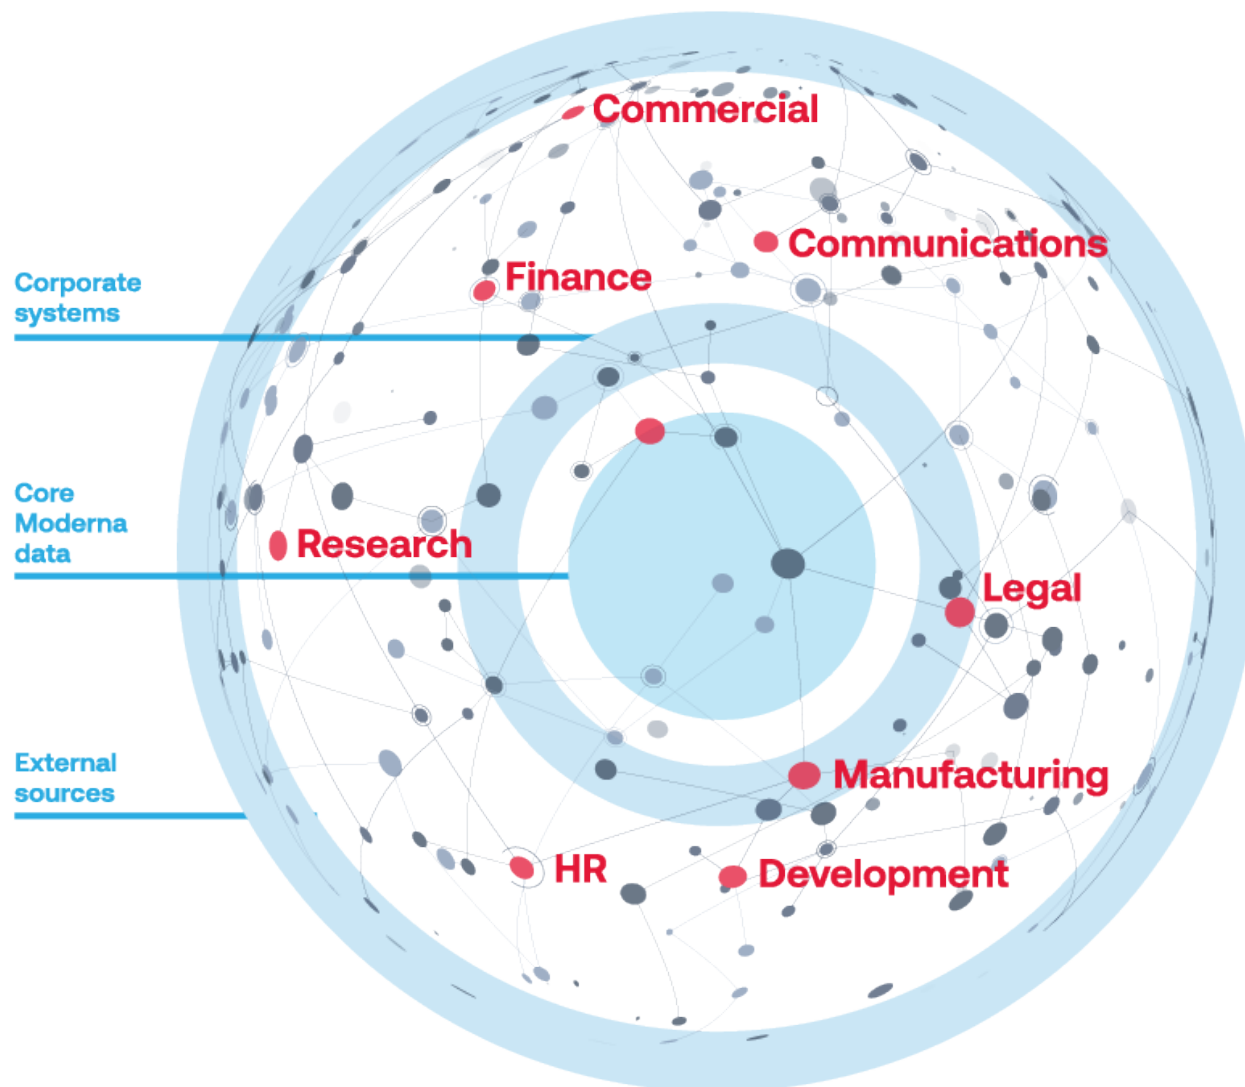 Commercial
Communications
Finance
Corporate
systems
Core
Moderna
data
Research
Legal
External
sources
Manufacturing
HR
Development